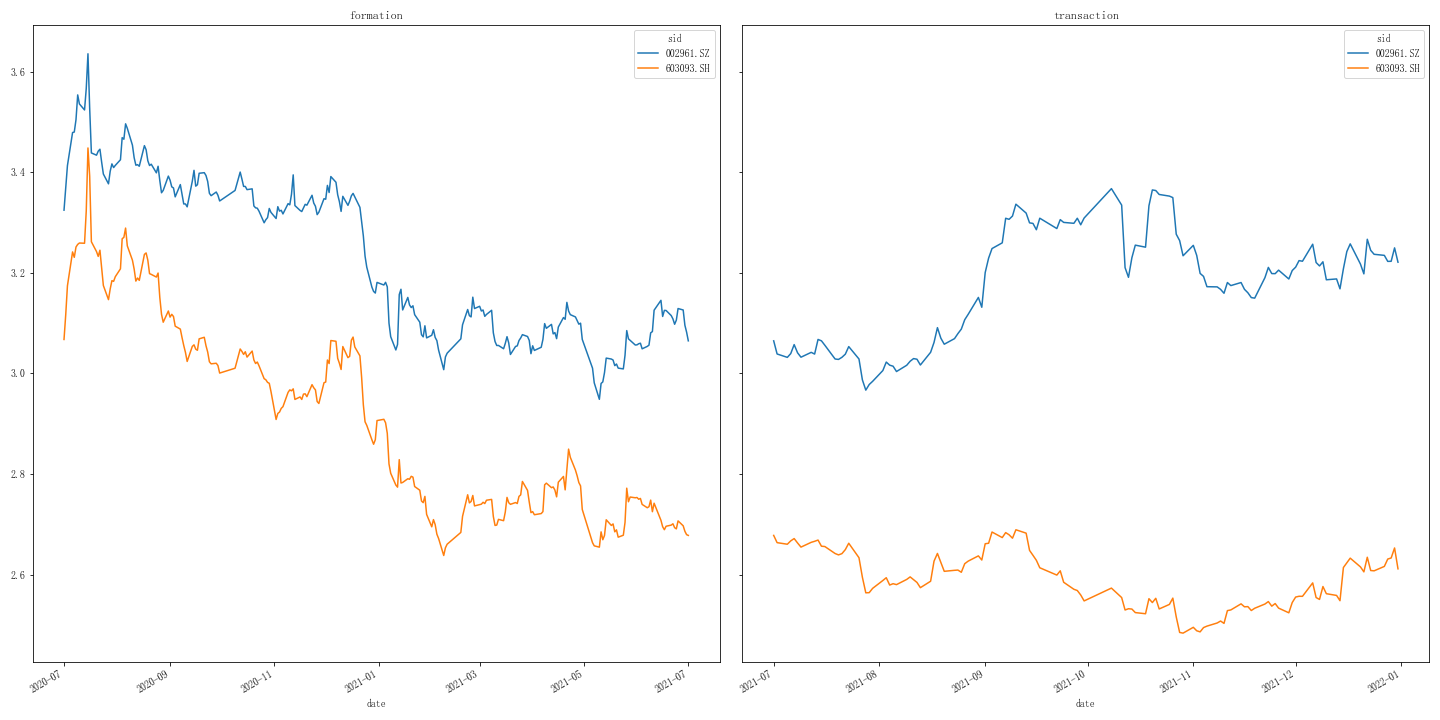 formation
sid
002961.SZ
603093.SH
3.6
3.4
3.2
3.0
2.8
2.6
2020-07
2020-09
2020-11
2021-01
2021-03
2021-05
2021-07
date
transaction
sid
002961.SZ
603093.SH
2021-07
2021-08
2021-09
2021-10
2021-11
2021-12
2022-01
date